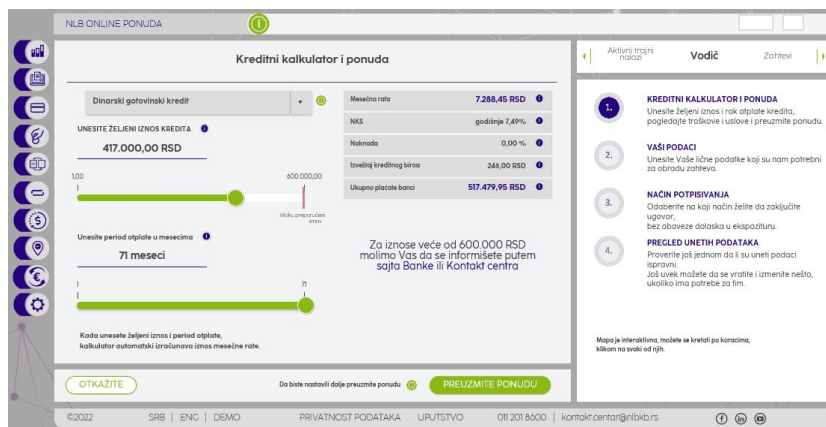 NLB ONLINE PONUDA
Kreditni kalkulator i ponuda
Dinarski gotovinski kredit
UNESITE ŽELJENI IZNOS KREDITA
417.000,00 RSD
1,00
600.000,00
Maks. preporučeni
iznos
Unesite period otplate u mesecima
71 meseci
1
71
Kada unesete željeni iznos i period otplate,
kalkulator automatski izračunava iznos mesečne rate.
Mesečna rata 7.288,45 RSD
NKS godišnje 7,49%
Naknada 0,00 %
Izveštaj kreditnog biroa 246,00 RSD
Ukupno plaćate banci 517.479,95 RSD
Za iznose veće od 600.000 RSD
molimo Vas da se informišete putem
sajta Banke ili Kontakt centra
OTKAŽITE
Da biste nastavili dalje preuzmite ponudu
PREUZMITE PONUDU
Aktivni trajni
nalozi
Vodič
Zahtevi
1.
KREDITNI KALKULATOR I PONUDA
Unesite željeni iznos i rok otplate kredita,
pogledajte troškove i uslove i preuzmite ponudu.
2.
VAŠI PODACI
Unesite Vaše lične podatke koji su nam potrebni
za obradu zahteva.
3.
NAČIN POTPISIVANJA
Odaberite na koji način želite da zaključite
ugovor,
bez obaveze dolaska u ekspozituru.
4.
PREGLED UNETIH PODATAKA
Proverite još jednom da li su uneti podaci
ispravni.
Još uvek možete da se vratite i izmenite nešto,
ukoliko ima potrebe za tim.
Mapa je interaktivna, možete se kretati po koracima,
klikom na svaki od njih.
©2022 SRB | ENG | DEMO PRIVATNOST PODATAKA UPUTSTVO 011 201 8600 | kontakt.centar@nlbkb.rs